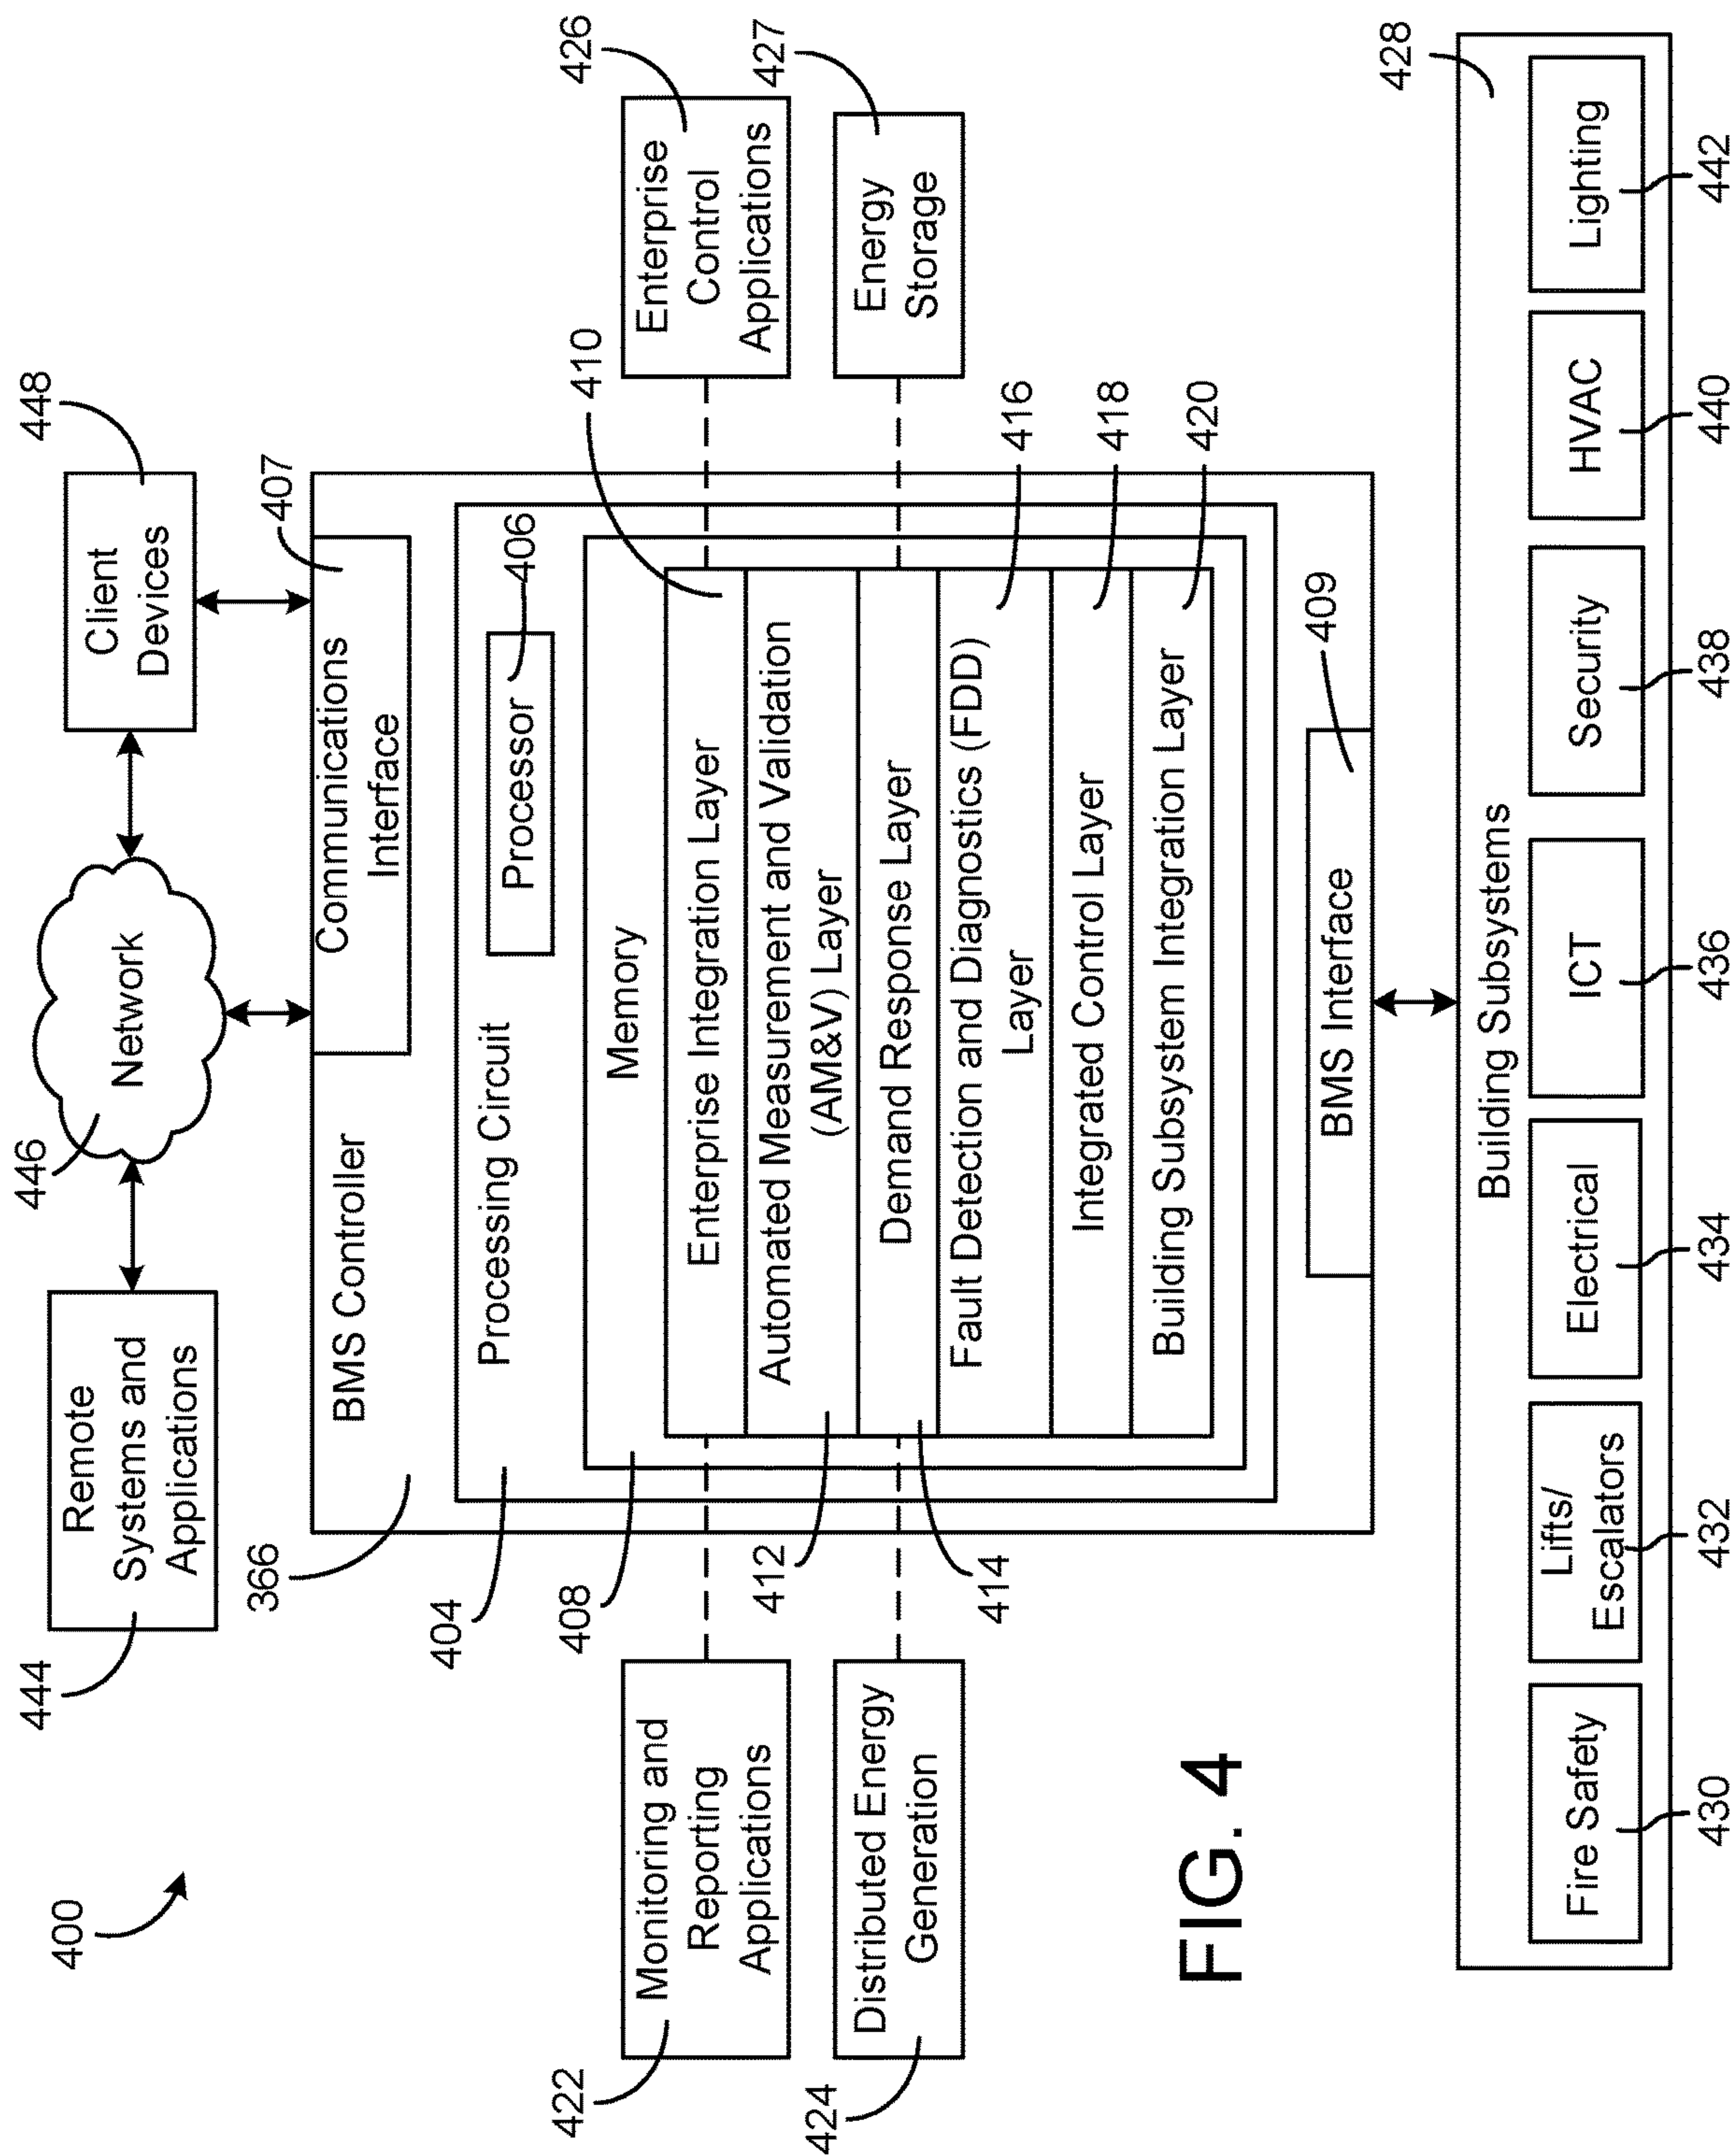 400
444
Remote
Systems and
Applications
446
Network
448
Client
Devices
366
BMS Controller
407
Communications
Interface
404
Processing Circuit
Processor
406
408
Memory
410
Enterprise Integration Layer
412
Automated Measurement and Validation
(AM&V) Layer
414
Demand Response Layer
416
Fault Detection and Diagnostics (FDD)
Layer
418
Integrated Control Layer
420
Building Subsystem Integration Layer
409
BMS Interface
422
Monitoring and
Reporting
Applications
424
Distributed Energy
Generation
426
Enterprise
Control
Applications
427
Energy
Storage
FIG. 4
428
Building Subsystems
Fire Safety
Lifts/
Escalators
Electrical
ICT
Security
HVAC
Lighting
430
432
434
436
438
440
442